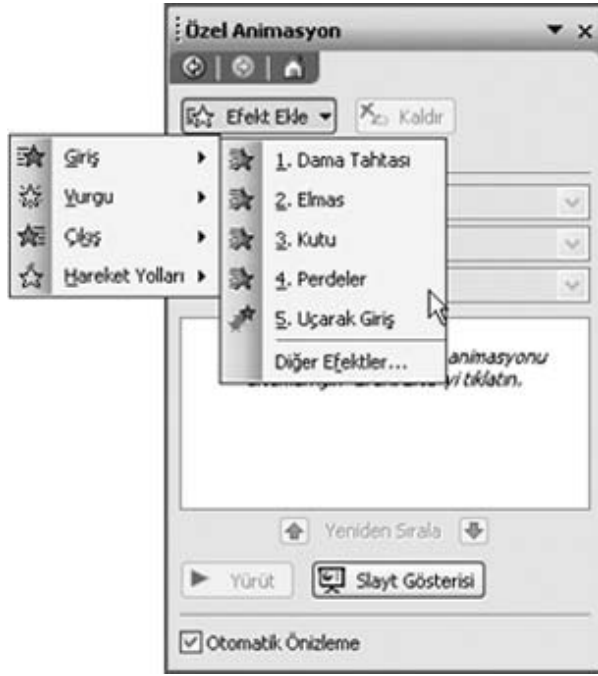 Özel Animasyon
Efekt Ekle
Kaldır
Giriş
Vurgu
Çıkış
Hareket Yolları
1. Dama Tahtası
2. Elmas
3. Kutu
4. Perdeler
5. Uçarak Giriş
Diğer Efektler...
animasyonu
tıklatın.
Yeniden Sırala
Yürüt
Slayt Gösterisi
Otomatik Önizleme